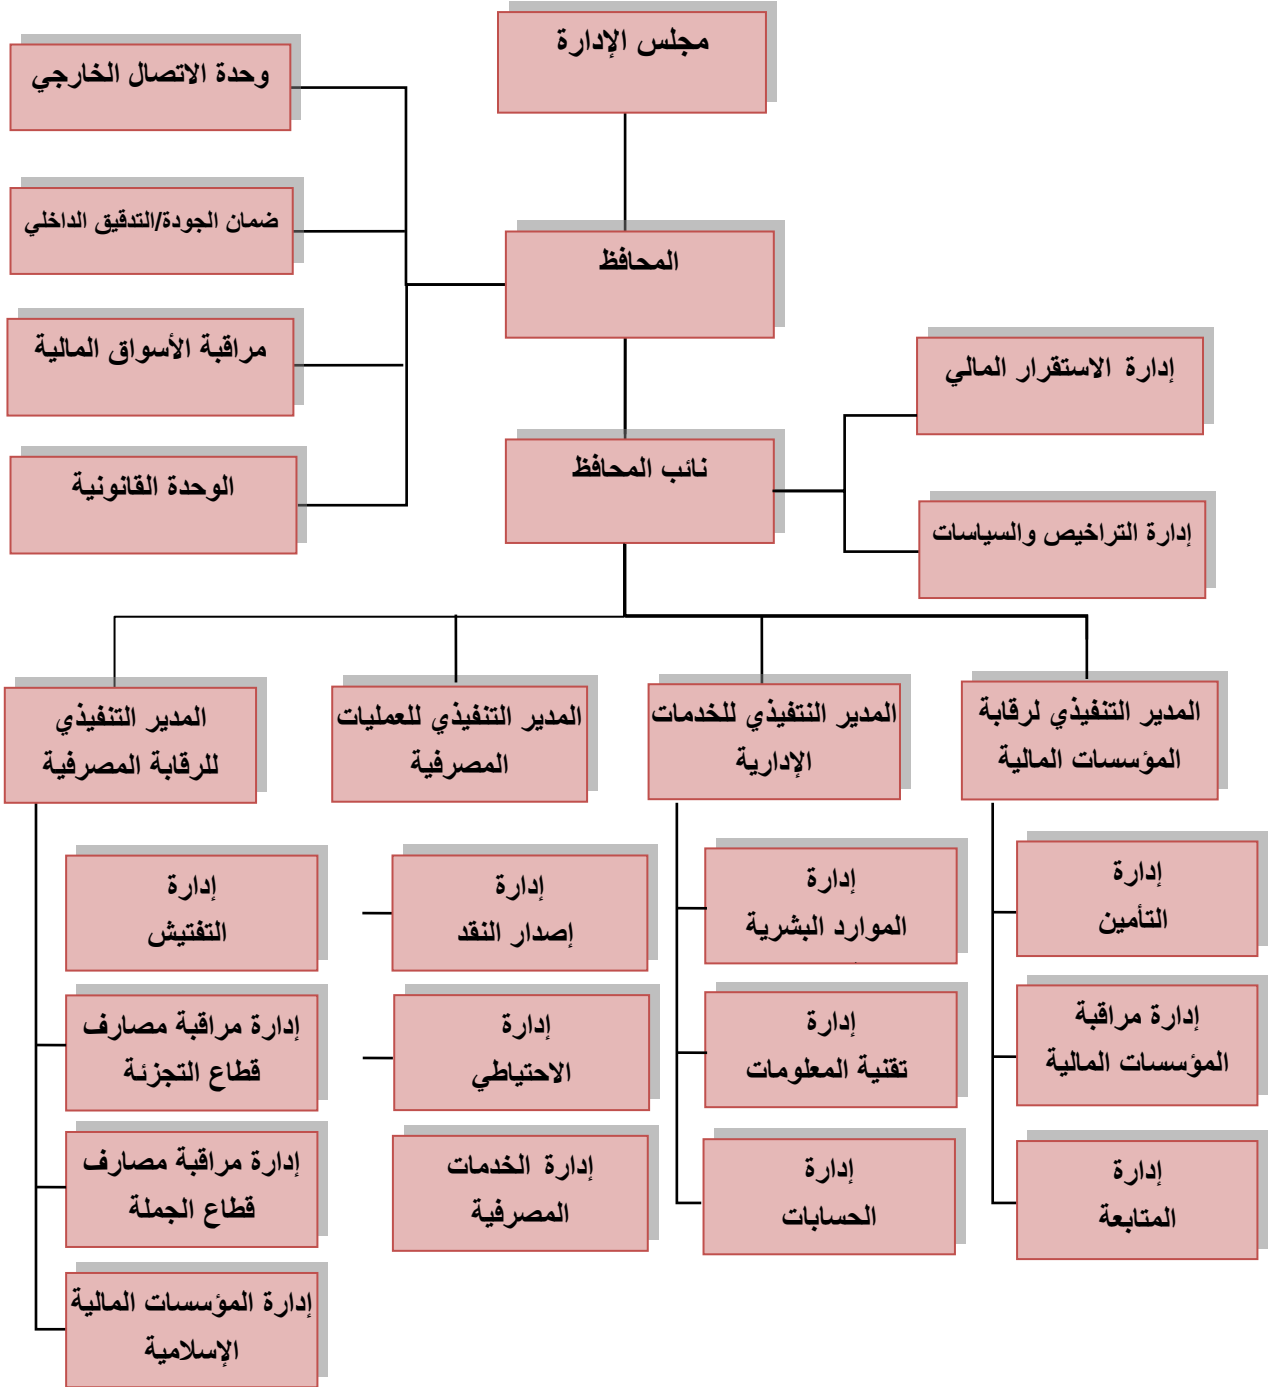 مجلس الإدارة
وحدة الاتصال الخارجي
ضمان الجودة/التدقيق الداخلي
المحافظ
مراقبة الأسواق المالية
إدارة الاستقرار المالي
نائب المحافظ
الوحدة القانونية
إدارة التراخيص والسياسات
المدير التنفيذي لرقابة
المؤسسات المالية
المدير النتفيذي للخدمات
الإدارية
المدير التنفيذي للعمليات
المصرفية
المدير التنفيذي
للرقابة المصرفية
إدارة
التأمين
إدارة
الموارد البشرية
إدارة
إصدار النقد
إدارة
التفتيش
إدارة مراقبة
المؤسسات المالية
إدارة
تقنية المعلومات
إدارة
الاحتياطي
إدارة مراقبة مصارف
قطاع التجزئة
إدارة
المتابعة
إدارة
الحسابات
إدارة الخدمات
المصرفية
إدارة مراقبة مصارف
قطاع الجملة
إدارة المؤسسات المالية
الإسلامية